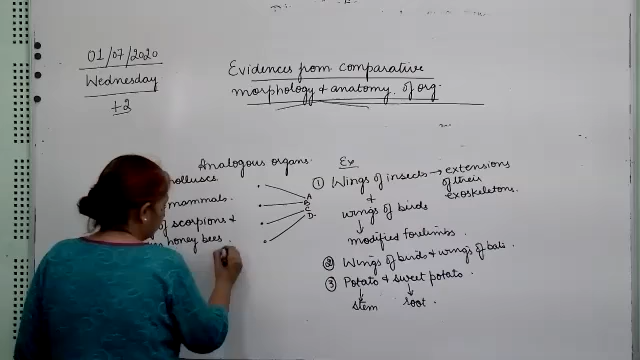 01/07/2020
Wednesday
+2
Evidences from comparative
morphology & anatomy of org-
Analogous organs.
molluses.
mammals.
of scorpions &
honey bees
A
B
C
D.
Ex
① Wings of insects → extensions
of their
exoskeletons.
+
wings of birds
↓
modified forelimbs.
② Wings of birds & wings of bats.
③ Potato & sweet potato.
↓ ↓
stem root.